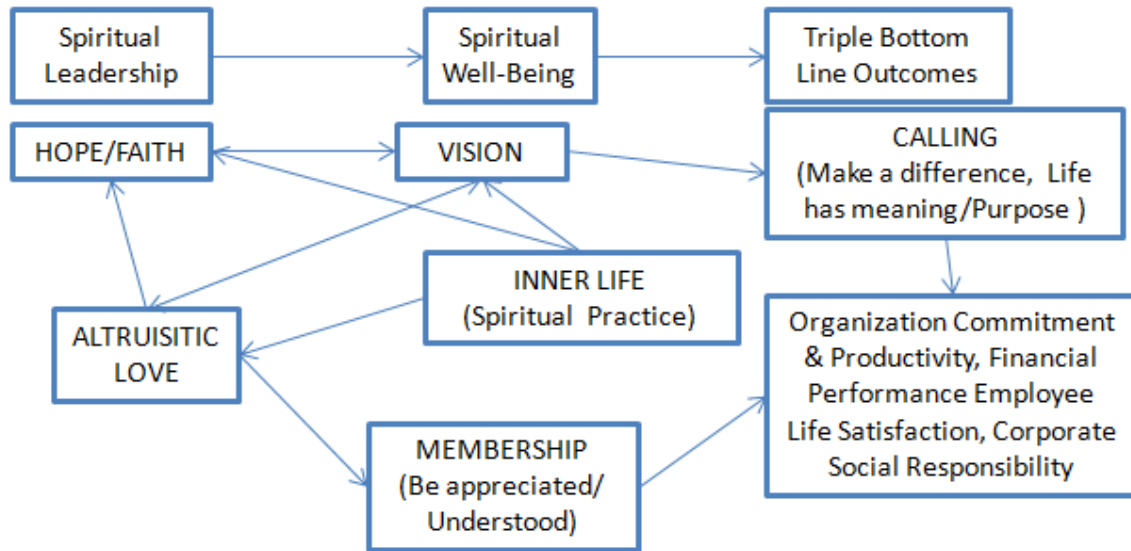 Spiritual
Leadership
Spiritual
Well-Being
Triple Bottom
Line Outcomes
HOPE/FAITH
VISION
CALLING
(Make a difference, Life
has meaning/Purpose )
INNER LIFE
(Spiritual Practice)
ALTRUISITIC
LOVE
Organization Commitment
& Productivity, Financial
Performance Employee
Life Satisfaction, Corporate
Social Responsibility
MEMBERSHIP
(Be appreciated/
Understood)